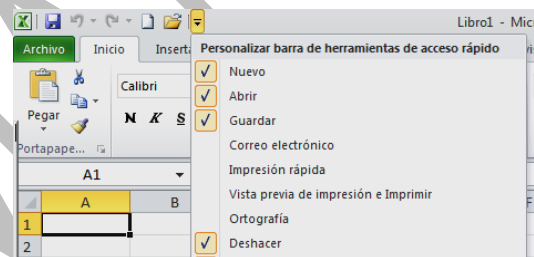 Libro1 - Mic
Archivo Inicio Inserta
Personalizar barra de herramientas de acceso rápido
Nuevo
Abrir
Guardar
Correo electrónico
Impresión rápida
Vista previa de impresión e Imprimir
Ortografía
Deshacer
Pegar
Calibri
N K S
Portapape...
A1
A B F
1
2